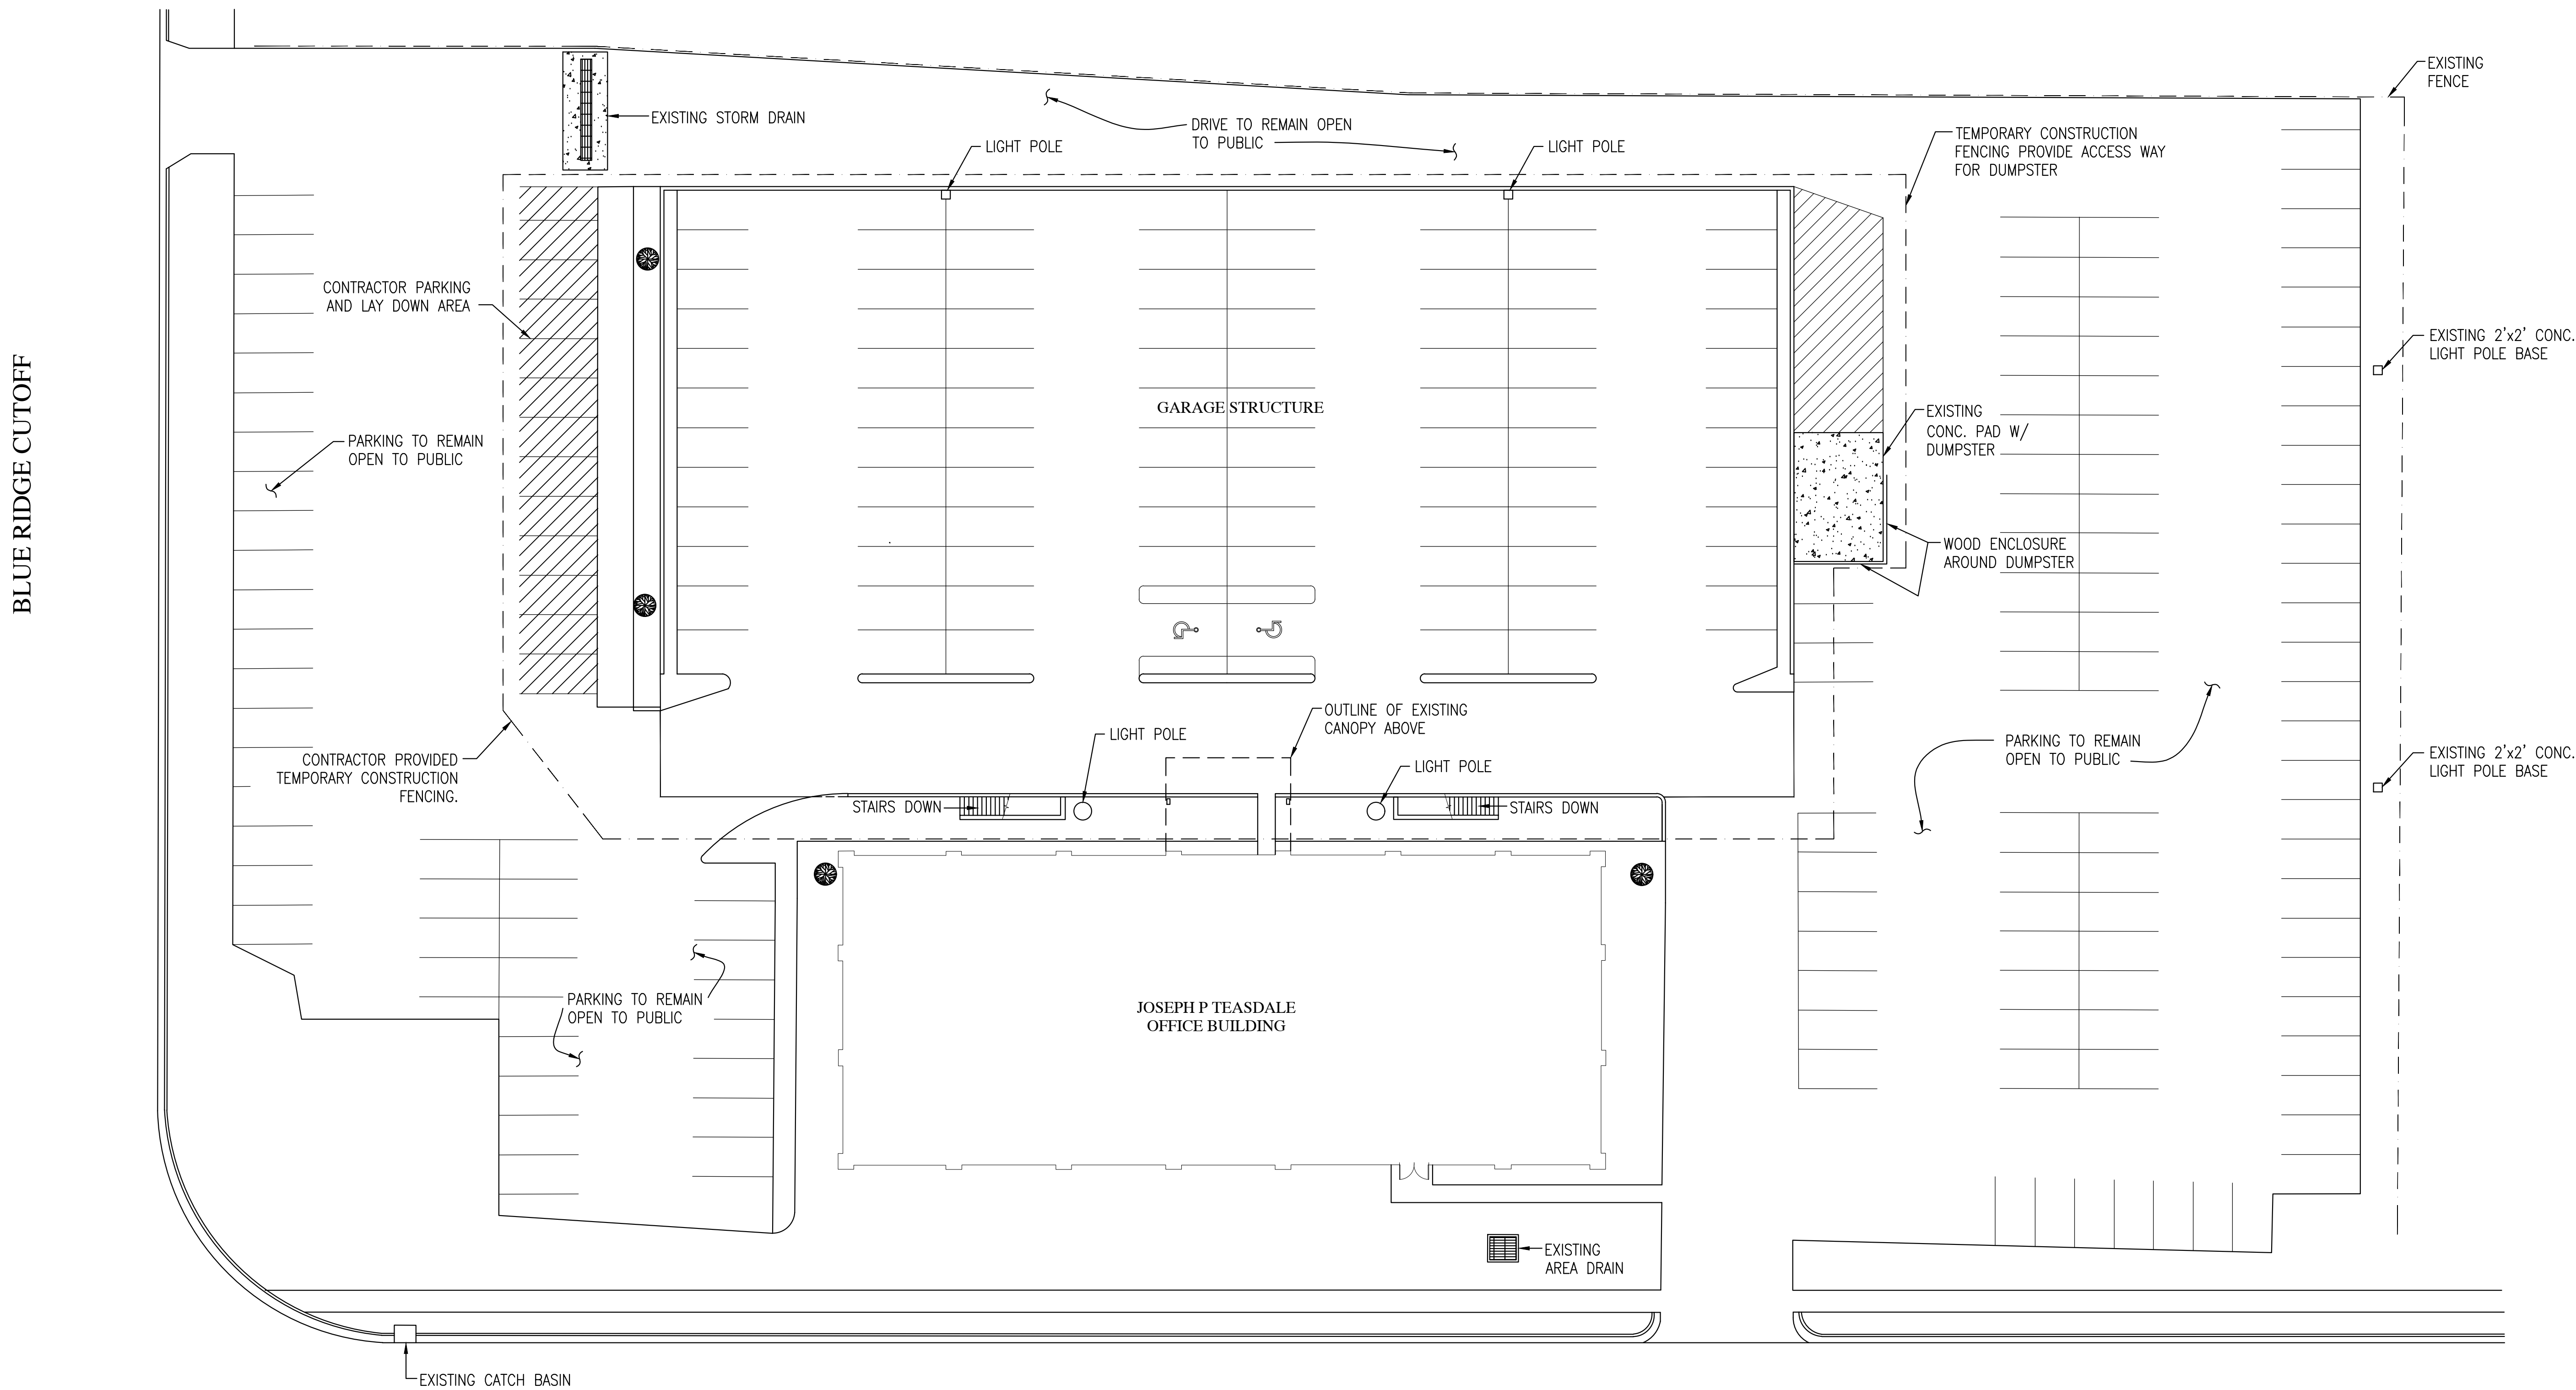 EXISTING
FENCE
EXISTING STORM DRAIN
DRIVE TO REMAIN OPEN
TO PUBLIC
TEMPORARY CONSTRUCTION
FENCING PROVIDE ACCESS WAY
FOR DUMPSTER
LIGHT POLE
LIGHT POLE
CONTRACTOR PARKING
AND LAY DOWN AREA
EXISTING 2'x2' CONC.
LIGHT POLE BASE
BLUE RIDGE CUTOFF
GARAGE STRUCTURE
EXISTING
CONC. PAD W/
DUMPSTER
PARKING TO REMAIN
OPEN TO PUBLIC
WOOD ENCLOSURE
AROUND DUMPSTER
OUTLINE OF EXISTING
CANOPY ABOVE
LIGHT POLE
LIGHT POLE
PARKING TO REMAIN
OPEN TO PUBLIC
EXISTING 2'x2' CONC.
LIGHT POLE BASE
CONTRACTOR PROVIDED
TEMPORARY CONSTRUCTION
FENCING.
STAIRS DOWN
STAIRS DOWN
PARKING TO REMAIN
OPEN TO PUBLIC
JOSEPH P TEASDALE
OFFICE BUILDING
EXISTING
AREA DRAIN
EXISTING CATCH BASIN